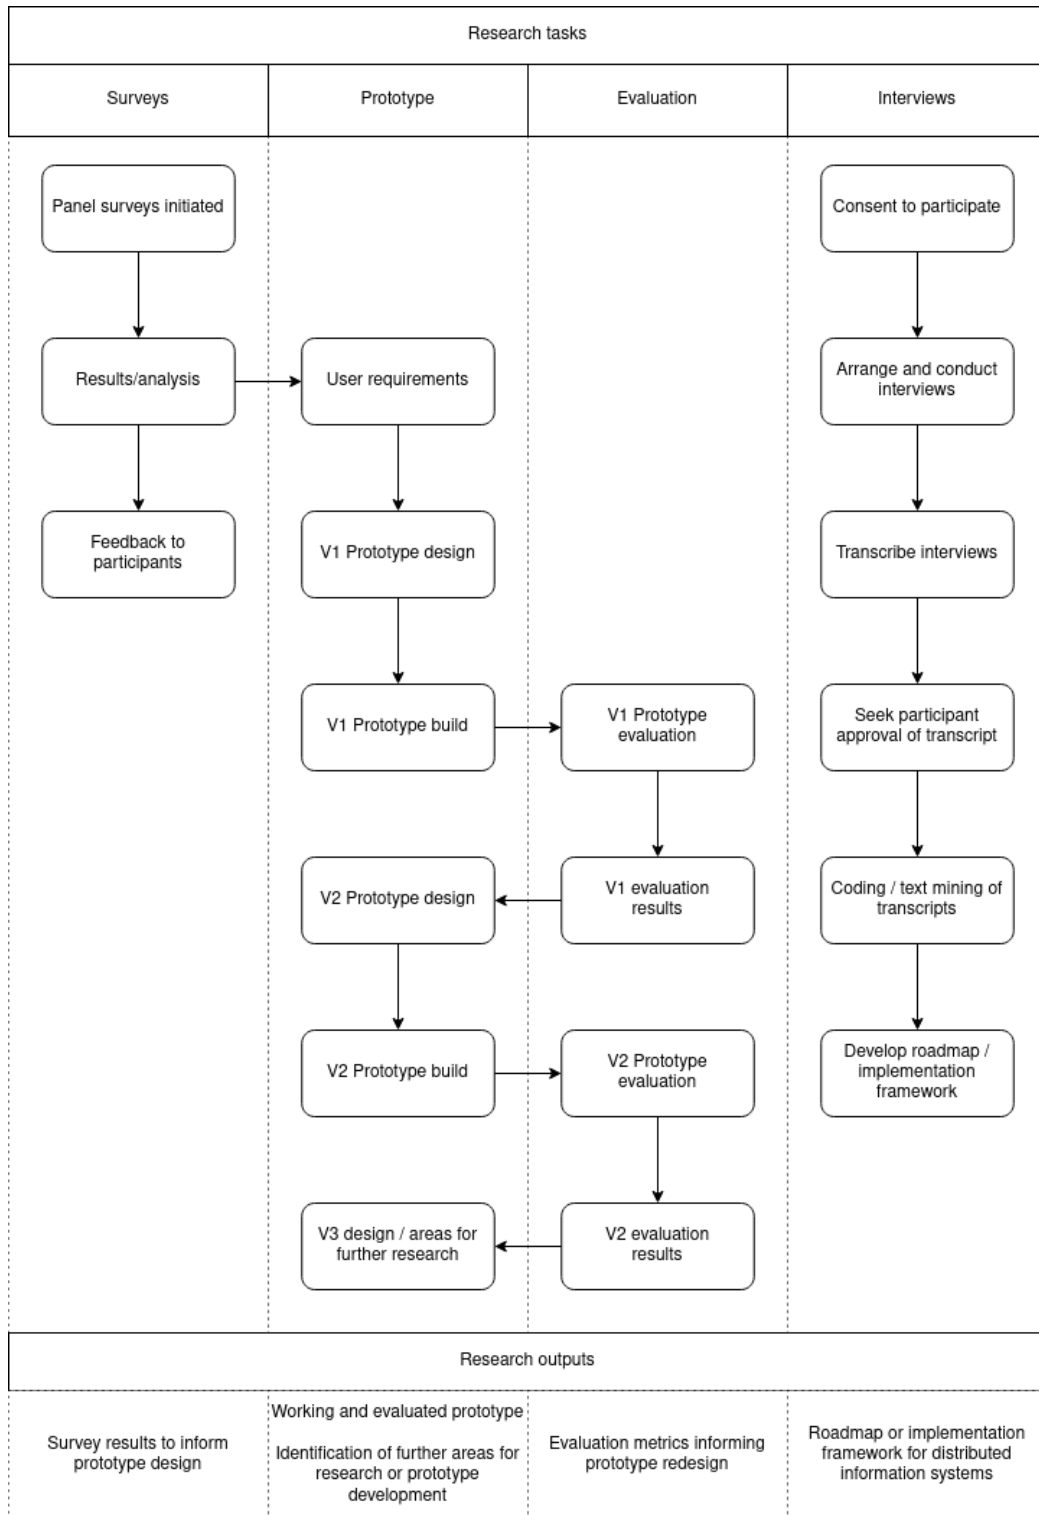 Research tasks
Surveys
Prototype
Evaluation
Interviews
Panel surveys initiated
Consent to participate
Results/analysis
User requirements
Arrange and conduct
interviews
Feedback to
participants
V1 Prototype design
Transcribe interviews
V1 Prototype build
V1 Prototype
evaluation
Seek participant
approval of transcript
V2 Prototype design
V1 evaluation
results
Coding / text mining of
transcripts
V2 Prototype build
V2 Prototype
evaluation
Develop roadmap /
implementation
framework
V3 design / areas for
further research
V2 evaluation
results
Research outputs
Survey results to inform
prototype design
Working and evaluated prototype
Identification of further areas for
research or prototype
development
Evaluation metrics informing
prototype redesign
Roadmap or implementation
framework for distributed
information systems